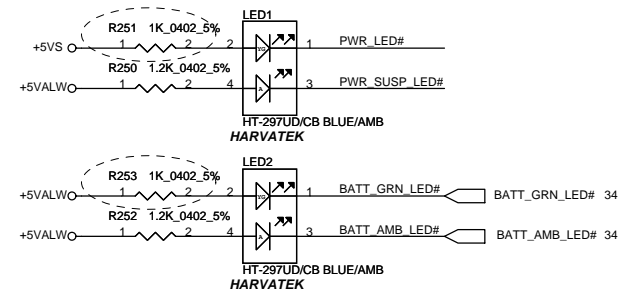 LED1
R251 1K_0402_5%
+5VS 1 2 2 YG 1 PWR_LED#
R250 1.2K_0402_5%
+5VALW 1 2 4 A 3 PWR_SUSP_LED#
HT-297UD/CB BLUE/AMB
HARVATEK
LED2
R253 1K_0402_5%
+5VALW 1 2 2 YG 1 BATT_GRN_LED# BATT_GRN_LED# 34
R252 1.2K_0402_5%
+5VALW 1 2 4 A 3 BATT_AMB_LED# BATT_AMB_LED# 34
HT-297UD/CB BLUE/AMB
HARVATEK